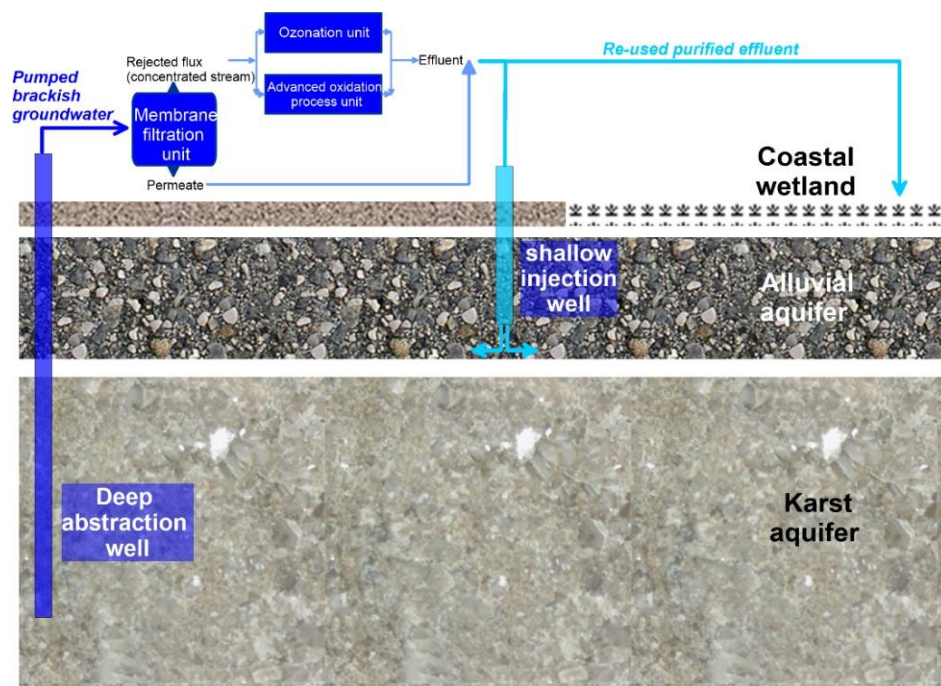 Ozonation unit
Rejected flux
(concentrated stream)
Effluent
Re-used purified effluent
Pumped
brackish
groundwater
Advanced oxidation
process unit
Membrane
filtration
unit
Permeate
Coastal
wetland
shallow
injection
well
Alluvial
aquifer
Deep
abstraction
well
Karst
aquifer